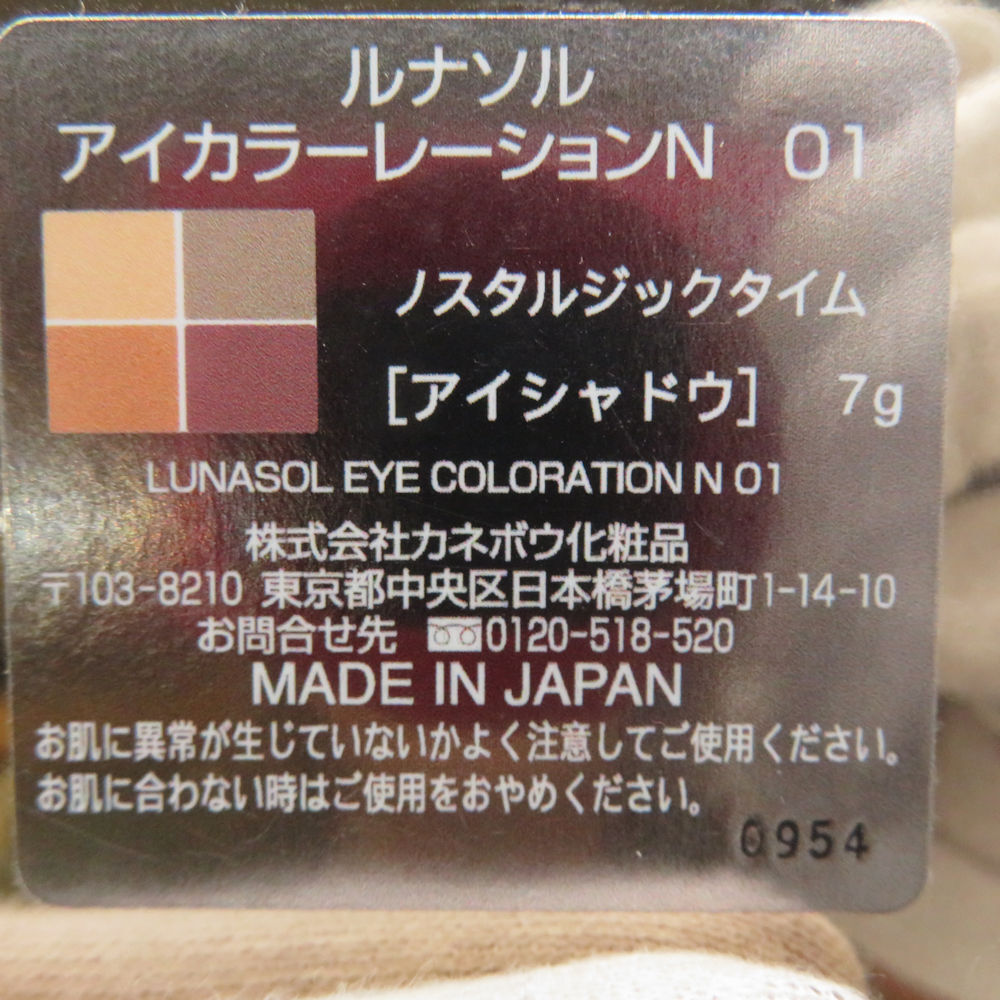 ルナソル
アイカラーレーションN 01
ノスタルジックタイム
[アイシャドウ] 7g
LUNASOL EYE COLORATION N 01
株式会社カネボウ化粧品
〒103-8210 東京都中央区日本橋茅場町1-14-10
お問合せ先 0120-518-520
MADE IN JAPAN
お肌に異常が生じていないかよく注意してご使用ください。
お肌に合わない時はご使用をおやめください。
0954